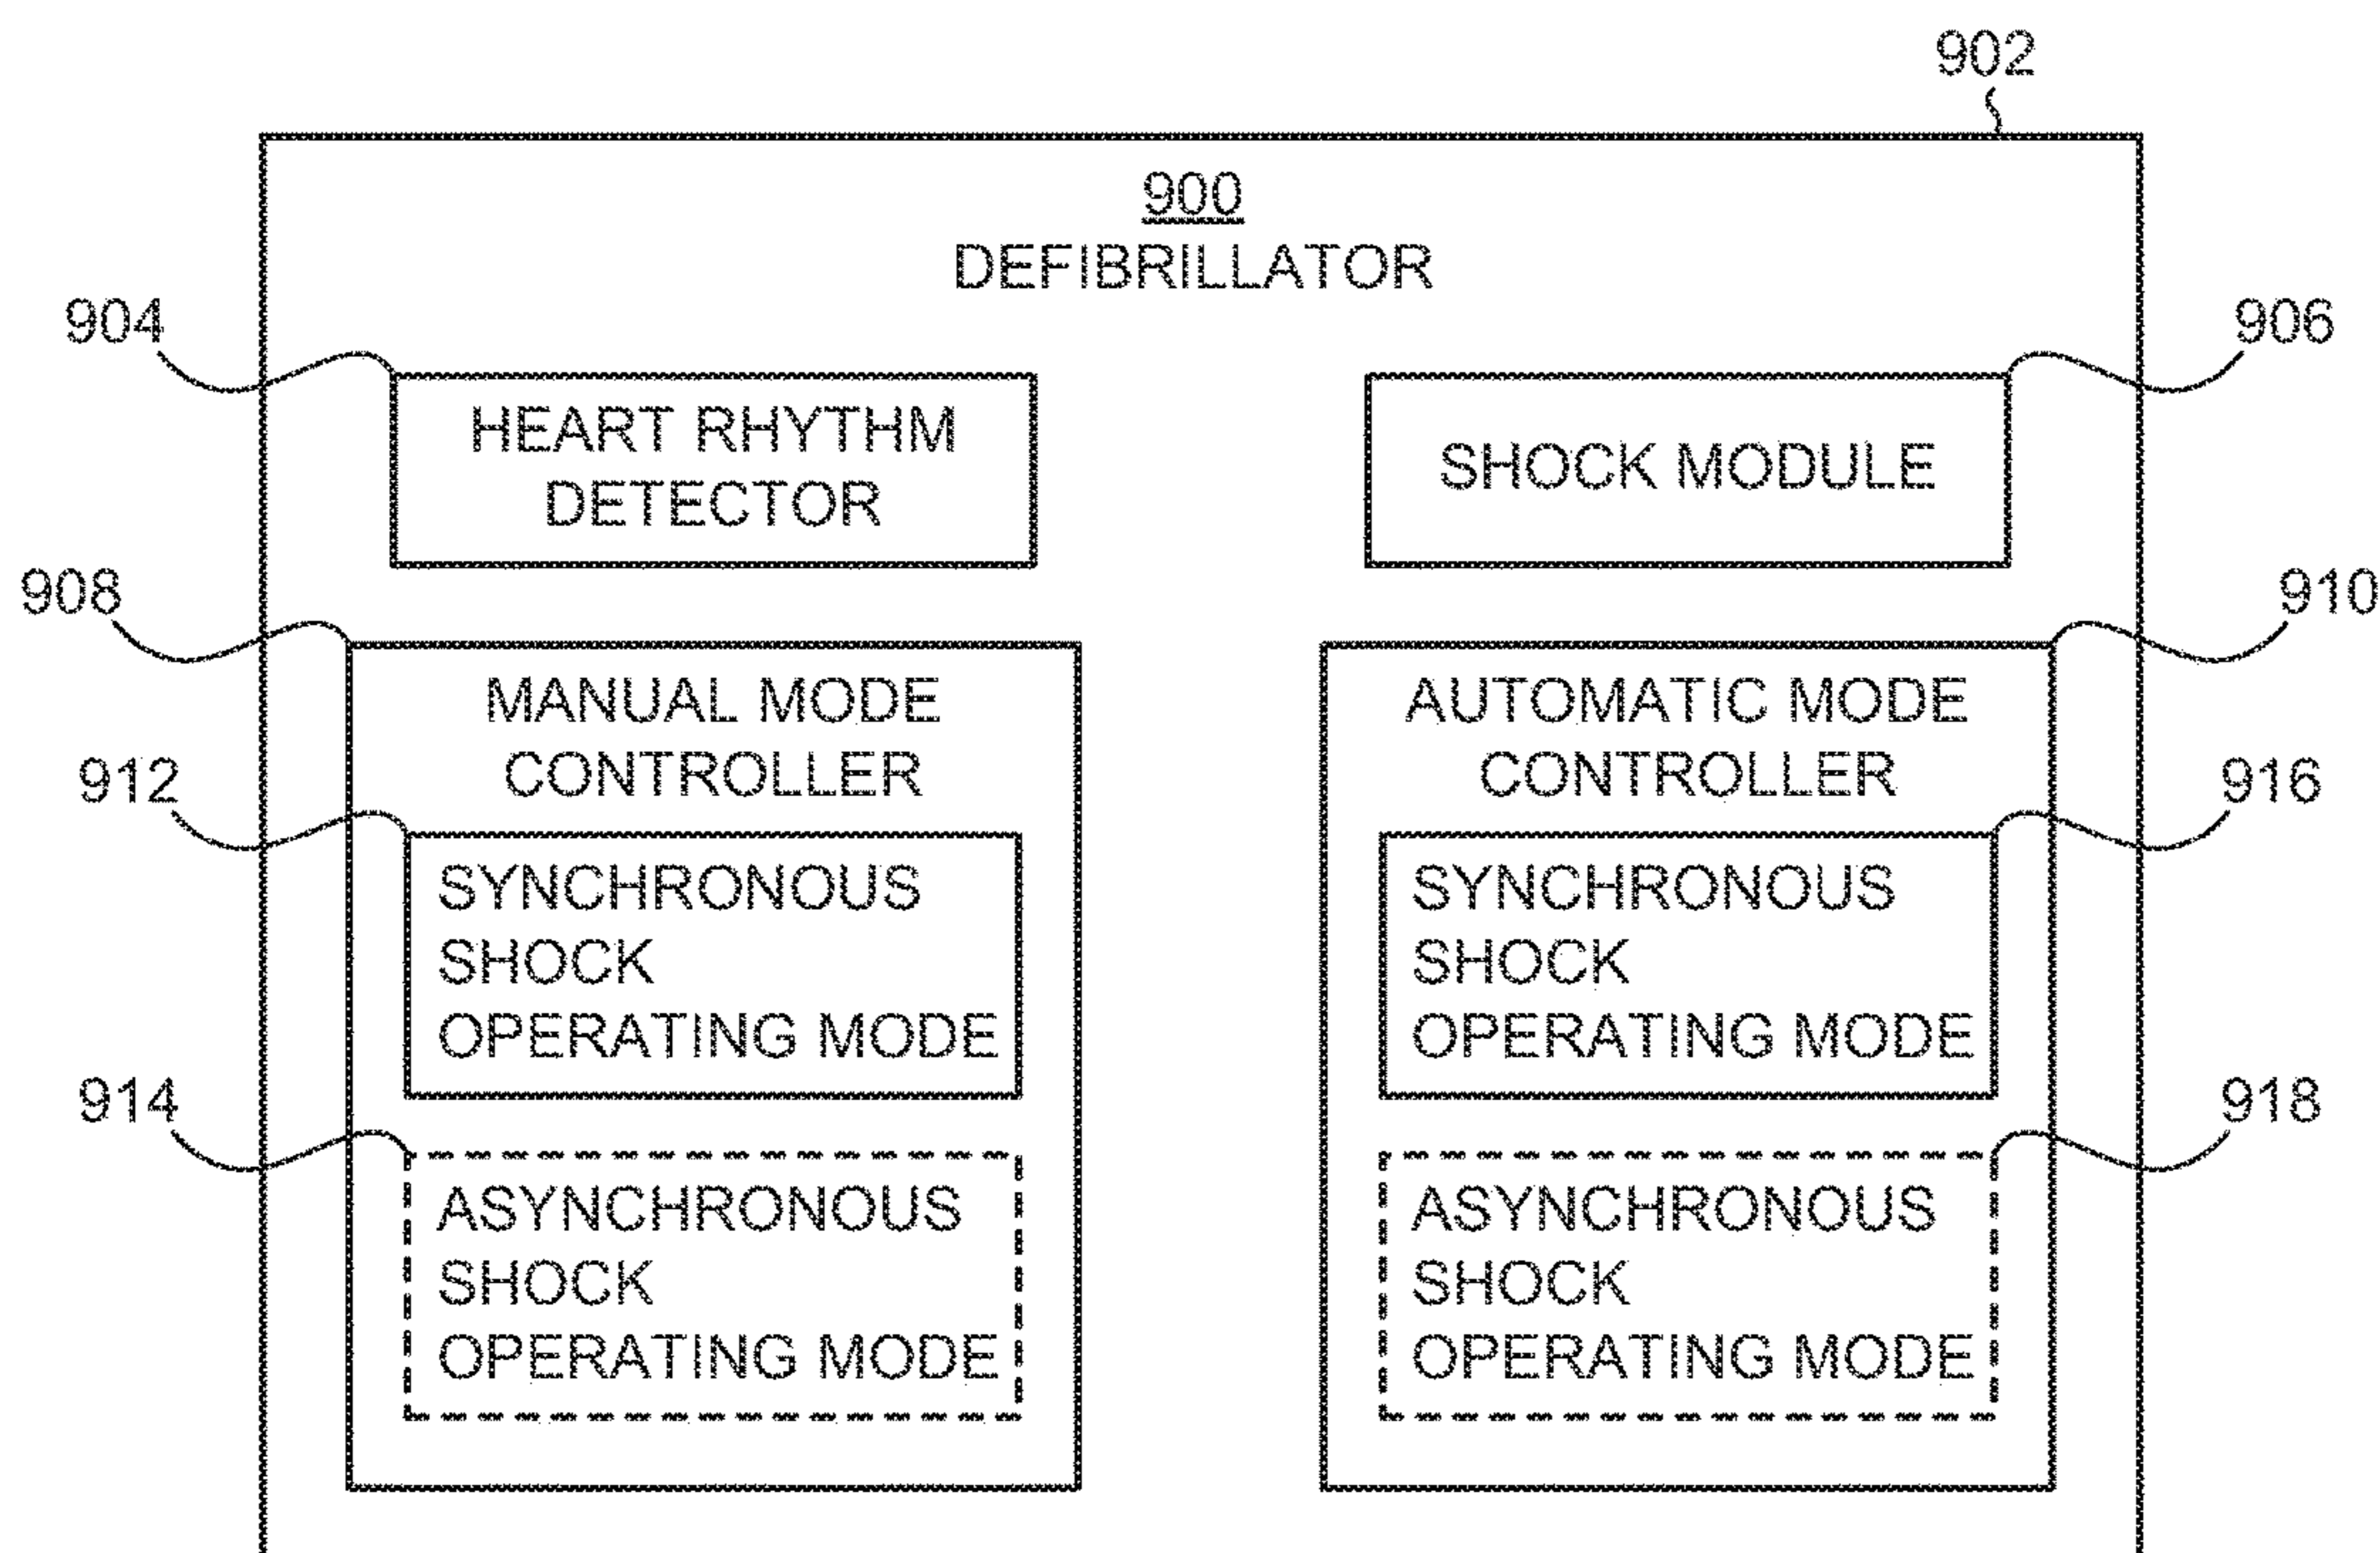 902
900
DEFIBRILLATOR
904
906
HEART RHYTHM
DETECTOR
SHOCK MODULE
908
910
MANUAL MODE
CONTROLLER
AUTOMATIC MODE
CONTROLLER
912
916
SYNCHRONOUS
SHOCK
OPERATING MODE
SYNCHRONOUS
SHOCK
OPERATING MODE
914
918
ASYNCHRONOUS
SHOCK
OPERATING MODE
ASYNCHRONOUS
SHOCK
OPERATING MODE